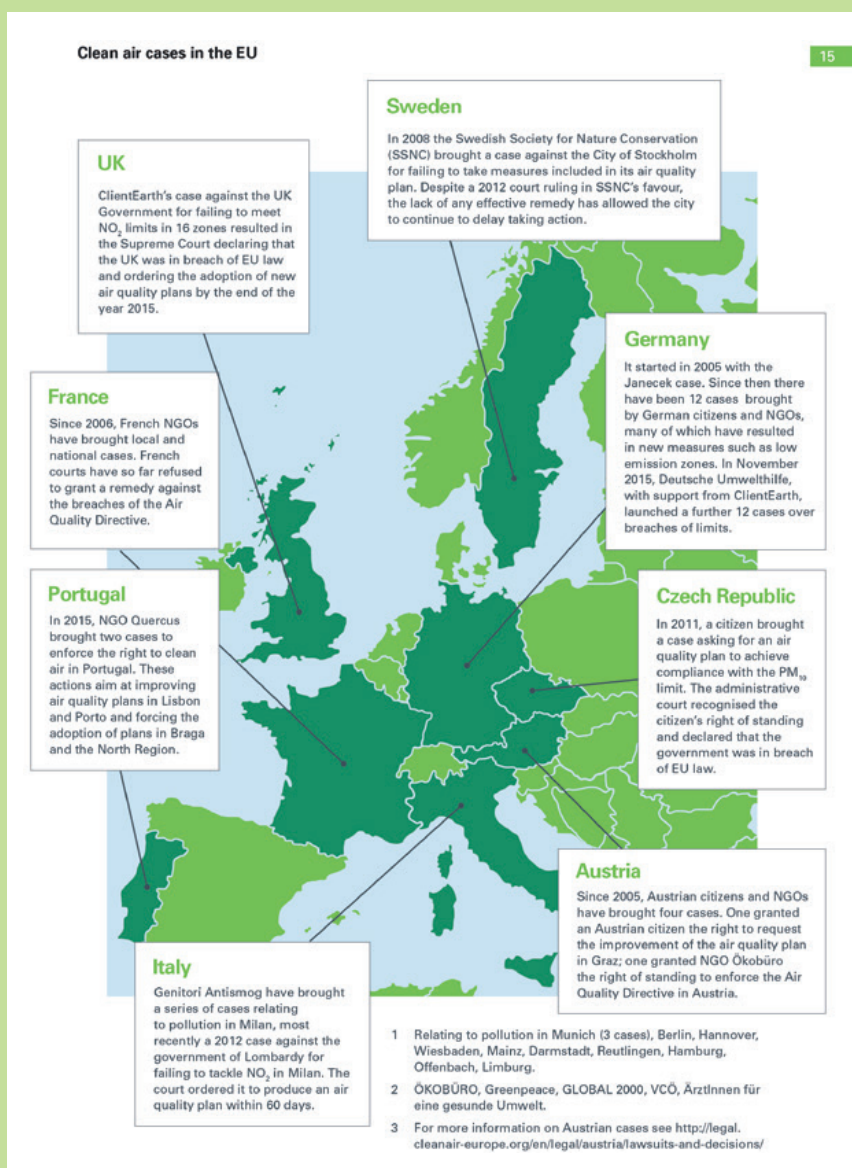 Clean air cases in the EU
15
Sweden
In 2008 the Swedish Society for Nature Conservation
(SSNC) brought a case against the City of Stockholm
for failing to take measures included in its air quality
plan. Despite a 2012 court ruling in SSNC's favour,
the lack of any effective remedy has allowed the city
to continue to delay taking action.
UK
ClientEarth's case against the UK
Government for failing to meet
NO₂ limits in 16 zones resulted in
the Supreme Court declaring that
the UK was in breach of EU law
and ordering the adoption of new
air quality plans by the end of the
year 2015.
Germany
It started in 2005 with the
Janecek case. Since then there
have been 12 cases brought
by German citizens and NGOs,
many of which have resulted
in new measures such as low
emission zones. In November
2015, Deutsche Umwelthilfe,
with support from ClientEarth,
launched a further 12 cases over
breaches of limits.
France
Since 2006, French NGOs
have brought local and
national cases. French
courts have so far refused
to grant a remedy against
the breaches of the Air
Quality Directive.
Portugal
In 2015, NGO Quercus
brought two cases to
enforce the right to clean
air in Portugal. These
actions aim at improving
air quality plans in Lisbon
and Porto and forcing the
adoption of plans in Braga
and the North Region.
Czech Republic
In 2011, a citizen brought
a case asking for an air
quality plan to achieve
compliance with the PM₁₀
limit. The administrative
court recognised the
citizen's right of standing
and declared that the
government was in breach
of EU law.
Austria
Since 2005, Austrian citizens and NGOs
have brought four cases. One granted
an Austrian citizen the right to request
the improvement of the air quality plan
in Graz; one granted NGO Ökobüro
the right of standing to enforce the Air
Quality Directive in Austria.
Italy
Genitori Antismog have brought
a series of cases relating
to pollution in Milan, most
recently a 2012 case against the
government of Lombardy for
failing to tackle NO₂ in Milan. The
court ordered it to produce an air
quality plan within 60 days.
1 Relating to pollution in Munich (3 cases), Berlin, Hannover,
Wiesbaden, Mainz, Darmstadt, Reutlingen, Hamburg,
Offenbach, Limburg.
2 ÖKOBÜRO, Greenpeace, GLOBAL 2000, VCÖ, ÄrztInnen für
eine gesunde Umwelt.
3 For more information on Austrian cases see http://legal.
cleanair-europe.org/en/legal/austria/lawsuits-and-decisions/